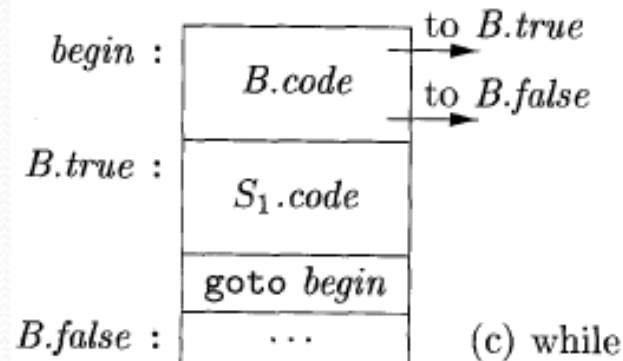 to B.true
begin :
B.code
to B.false
B.true :
S₁.code
goto begin
B.false : ... (c) while